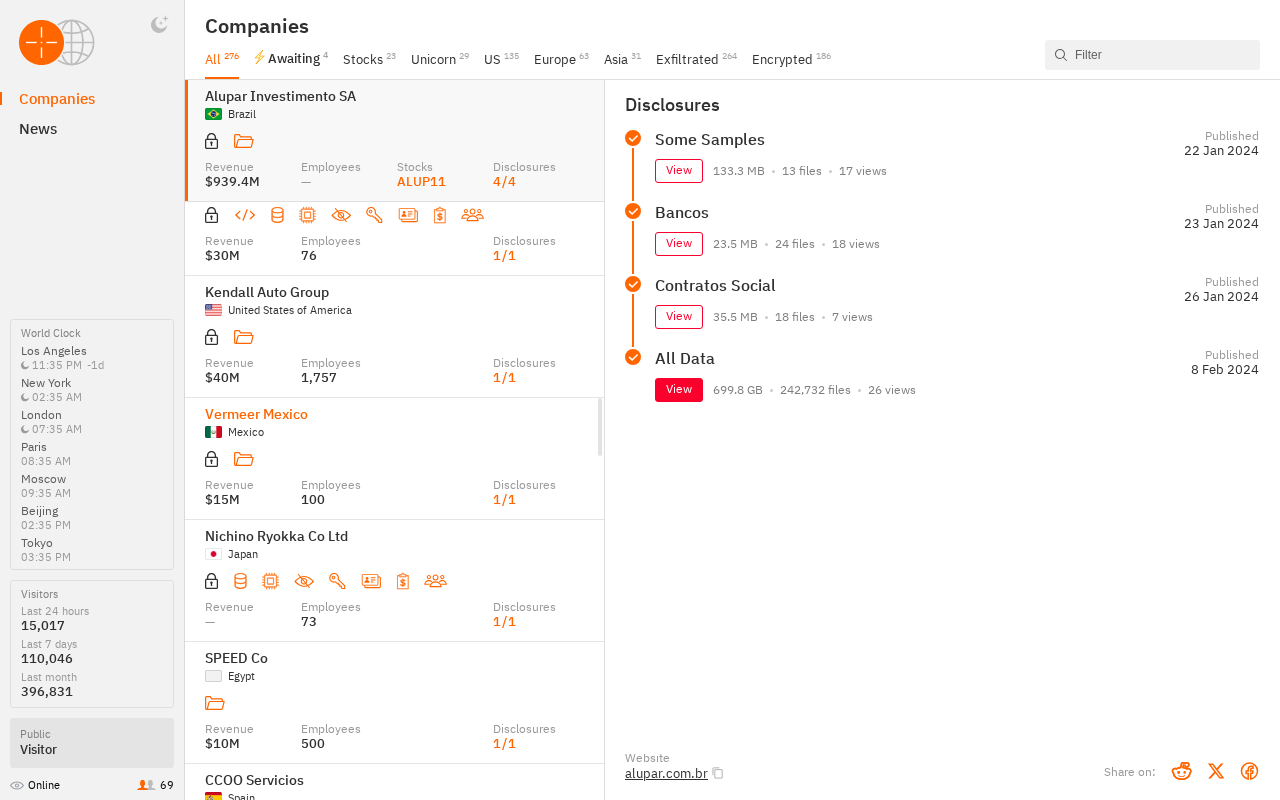 Companies
News
World Clock
Los Angeles
11:35 PM -1d
New York
02:35 AM
London
07:35 AM
Paris
08:35 AM
Moscow
09:35 AM
Beijing
02:35 PM
Tokyo
03:35 PM
Visitors
Last 24 hours
15,017
Last 7 days
110,046
Last month
396,831
Public
Visitor
Online
69
Companies
All 276
Awaiting 4
Stocks 23
Unicorn 29
US 135
Europe 63
Asia 31
Exfiltrated 264
Encrypted 186
Filter
Alupar Investimento SA
Brazil
Revenue Employees Stocks Disclosures
$939.4M — ALUP11 4/4
Revenue Employees Disclosures
$30M 76 1/1
Kendall Auto Group
United States of America
Revenue Employees Disclosures
$40M 1,757 1/1
Vermeer Mexico
Mexico
Revenue Employees Disclosures
$15M 100 1/1
Nichino Ryokka Co Ltd
Japan
Revenue Employees Disclosures
— 73 1/1
SPEED Co
Egypt
Revenue Employees Disclosures
$10M 500 1/1
CCOO Servicios
Spain
Disclosures
Some Samples
View 133.3 MB • 13 files • 17 views
Published
22 Jan 2024
Bancos
View 23.5 MB • 24 files • 18 views
Published
23 Jan 2024
Contratos Social
View 35.5 MB • 18 files • 7 views
Published
26 Jan 2024
All Data
View 699.8 GB • 242,732 files • 26 views
Published
8 Feb 2024
Website
alupar.com.br
Share on: